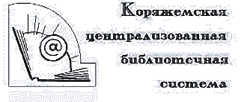 Коряжемская
централизованная
библиотечная
система
@